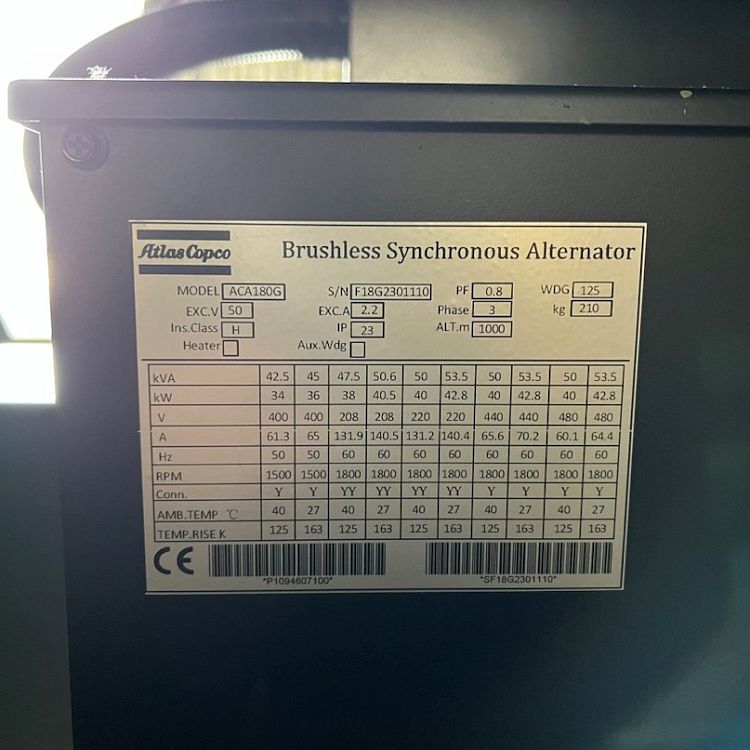 Atlas Copco Brushless Synchronous Alternator
MODEL ACA180G S/N F18G2301110 PF 0.8 WDG 125
EXC.V 50 EXC.A 2.2 Phase 3 kg 210
Ins.Class H IP 23 ALT.m 1000
Heater Aux.Wdg
kVA 42.5 45 47.5 50.6 50 53.5 50 53.5 50 53.5
kW 34 36 38 40.5 40 42.8 40 42.8 40 42.8
V 400 400 208 208 220 220 440 440 480 480
A 61.3 65 131.9 140.5 131.2 140.4 65.6 70.2 60.1 64.4
Hz 50 50 60 60 60 60 60 60 60 60
RPM 1500 1500 1800 1800 1800 1800 1800 1800 1800 1800
Conn. Y Y YY YY YY YY Y Y Y Y
AMB.TEMP ℃ 40 27 40 27 40 27 40 27 40 27
TEMP.RISE K 125 163 125 163 125 163 125 163 125 163
CE *P1094607100* *SF18G2301110*